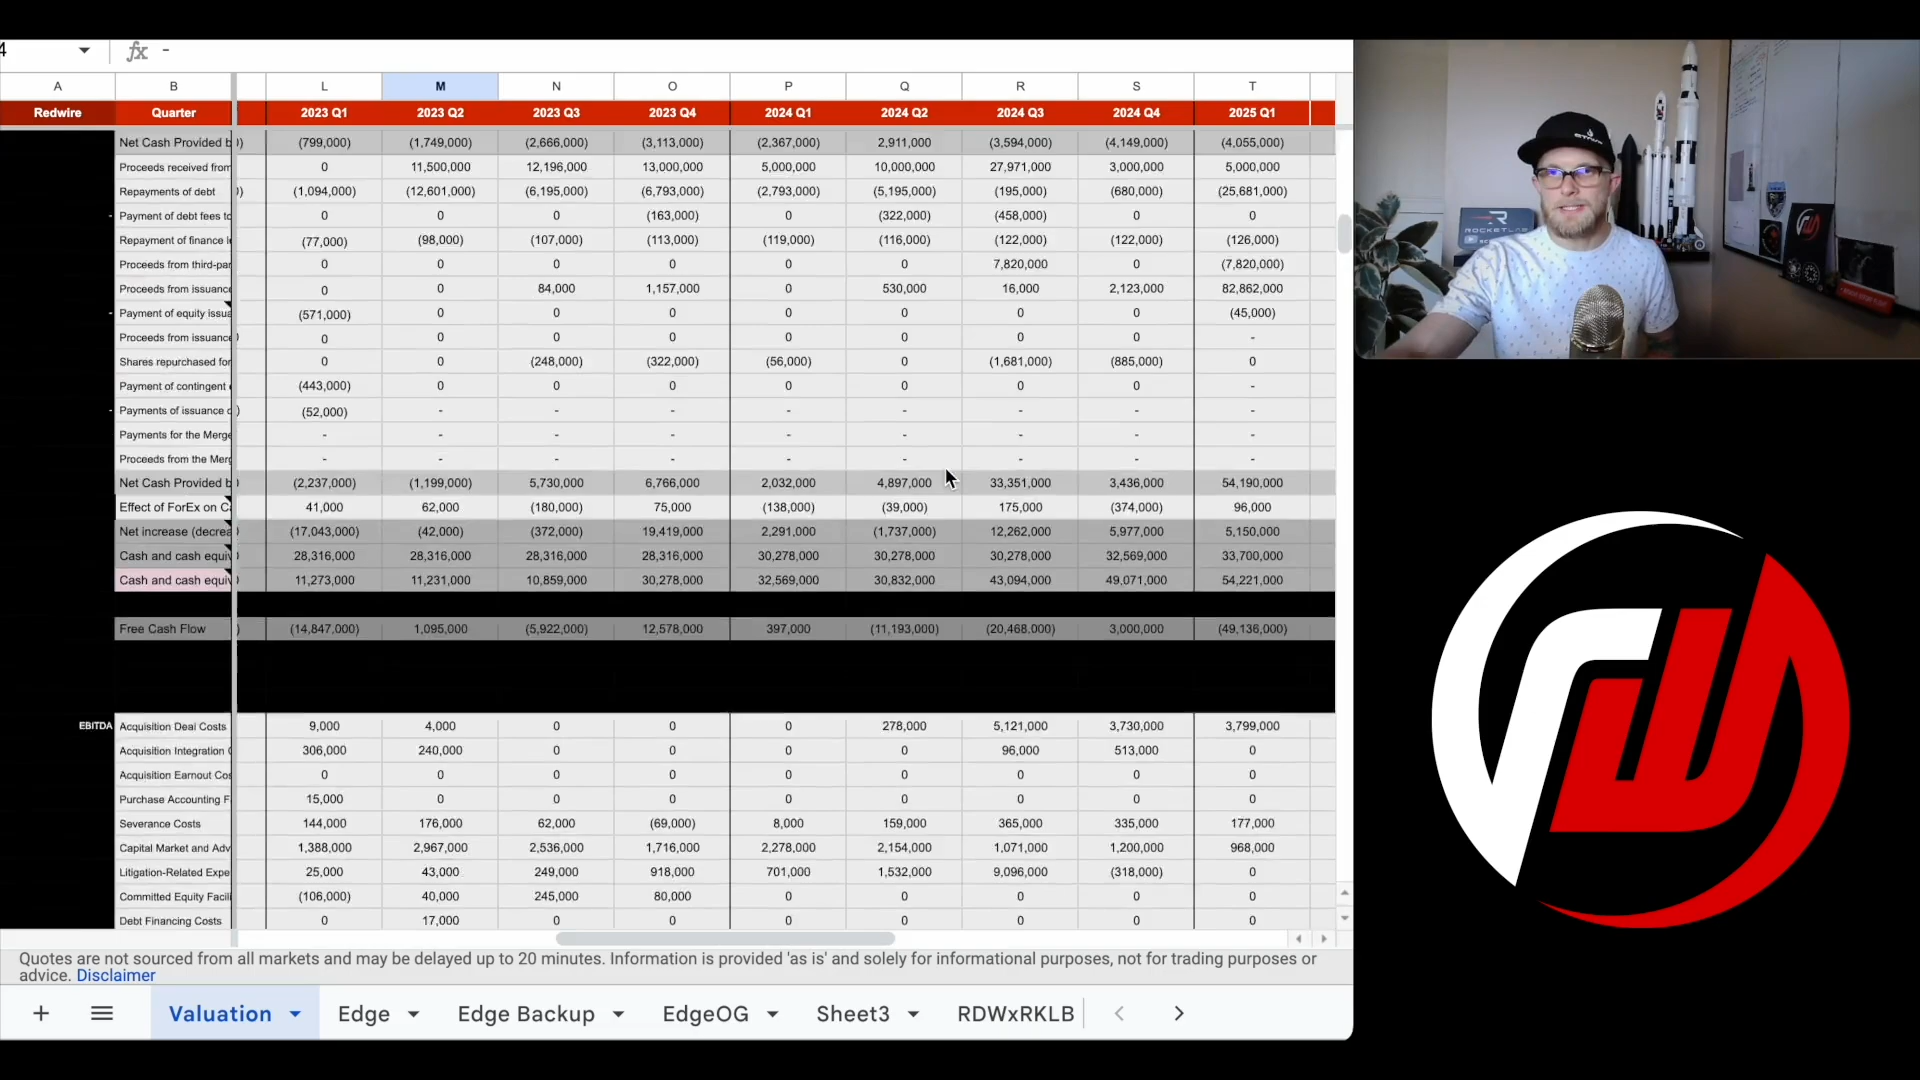 4 fx -
A B L M N O P Q R S T
Redwire Quarter 2023 Q1 2023 Q2 2023 Q3 2023 Q4 2024 Q1 2024 Q2 2024 Q3 2024 Q4 2025 Q1
Net Cash Provided b ) (799,000) (1,749,000) (2,666,000) (3,113,000) (2,367,000) 2,911,000 (3,594,000) (4,149,000) (4,055,000)
Proceeds received from 0 11,500,000 12,196,000 13,000,000 5,000,000 10,000,000 27,971,000 3,000,000 5,000,000
Repayments of debt ) (1,094,000) (12,601,000) (6,195,000) (6,793,000) (2,793,000) (5,195,000) (195,000) (680,000) (25,681,000)
- Payment of debt fees to 0 0 0 (163,000) 0 (322,000) (458,000) 0 0
Repayment of finance le (77,000) (98,000) (107,000) (113,000) (119,000) (116,000) (122,000) (122,000) (126,000)
Proceeds from third-par 0 0 0 0 0 0 7,820,000 0 (7,820,000)
Proceeds from issuance 0 0 84,000 1,157,000 0 530,000 16,000 2,123,000 82,862,000
- Payment of equity issua (571,000) 0 0 0 0 0 0 0 (45,000)
Proceeds from issuance ) 0 0 0 0 0 0 0 0 -
Shares repurchased for 0 0 (248,000) (322,000) (56,000) 0 (1,681,000) (885,000) 0
Payment of contingent (443,000) 0 0 0 0 0 0 0 -
- Payments of issuance c ) (52,000) - - - - - - - -
Payments for the Merge - - - - - - - - -
Proceeds from the Merg - - - - - - - - -
Net Cash Provided b ) (2,237,000) (1,199,000) 5,730,000 6,766,000 2,032,000 4,897,000 33,351,000 3,436,000 54,190,000
Effect of ForEx on C 41,000 62,000 (180,000) 75,000 (138,000) (39,000) 175,000 (374,000) 96,000
Net increase (decrea ) (17,043,000) (42,000) (372,000) 19,419,000 2,291,000 (1,737,000) 12,262,000 5,977,000 5,150,000
Cash and cash equiv ) 28,316,000 28,316,000 28,316,000 28,316,000 30,278,000 30,278,000 30,278,000 32,569,000 33,700,000
Cash and cash equiv ) 11,273,000 11,231,000 10,859,000 30,278,000 32,569,000 30,832,000 43,094,000 49,071,000 54,221,000
Free Cash Flow ) (14,847,000) 1,095,000 (5,922,000) 12,578,000 397,000 (11,193,000) (20,468,000) 3,000,000 (49,136,000)
EBITDA Acquisition Deal Costs 9,000 4,000 0 0 0 278,000 5,121,000 3,730,000 3,799,000
Acquisition Integration C 306,000 240,000 0 0 0 0 96,000 513,000 0
Acquisition Earnout Cos 0 0 0 0 0 0 0 0 0
Purchase Accounting F 15,000 0 0 0 0 0 0 0 0
Severance Costs 144,000 176,000 62,000 (69,000) 8,000 159,000 365,000 335,000 177,000
Capital Market and Adv 1,388,000 2,967,000 2,536,000 1,716,000 2,278,000 2,154,000 1,071,000 1,200,000 968,000
Litigation-Related Expe 25,000 43,000 249,000 918,000 701,000 1,532,000 9,096,000 (318,000) 0
Committed Equity Facili (106,000) 40,000 245,000 80,000 0 0 0 0 0
Debt Financing Costs 0 17,000 0 0 0 0 0 0 0
Quotes are not sourced from all markets and may be delayed up to 20 minutes. Information is provided 'as is' and solely for informational purposes, not for trading purposes or
advice. Disclaimer
+ Valuation Edge Edge Backup EdgeOG Sheet3 RDWxRKLB
ROCKETLAB